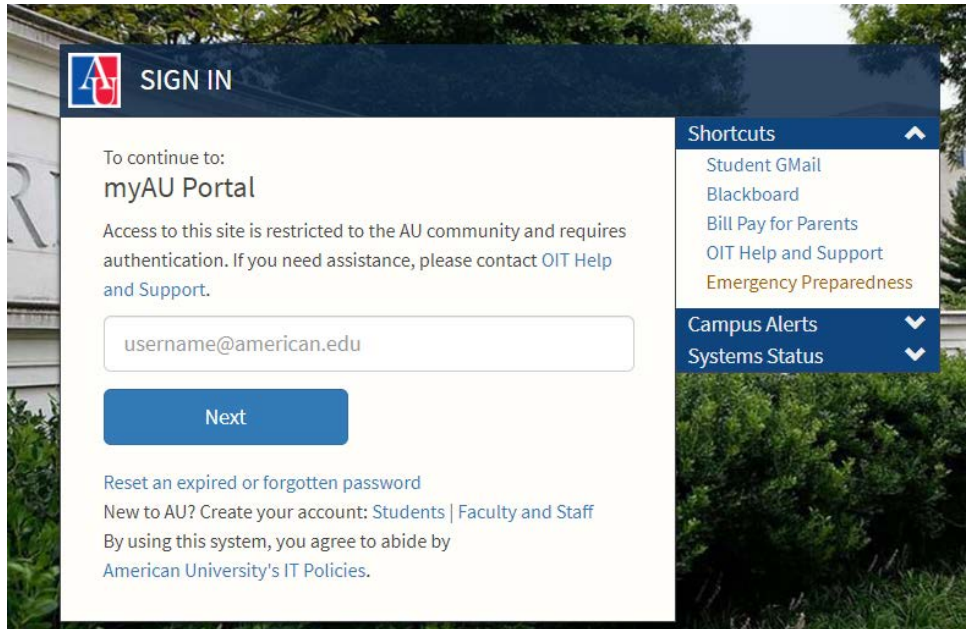 AU
SIGN IN
To continue to:
myAU Portal
Access to this site is restricted to the AU community and requires
authentication. If you need assistance, please contact OIT Help
and Support.
username@american.edu
Next
Reset an expired or forgotten password
New to AU? Create your account: Students | Faculty and Staff
By using this system, you agree to abide by
American University's IT Policies.
Shortcuts
Student GMail
Blackboard
Bill Pay for Parents
OIT Help and Support
Emergency Preparedness
Campus Alerts
Systems Status